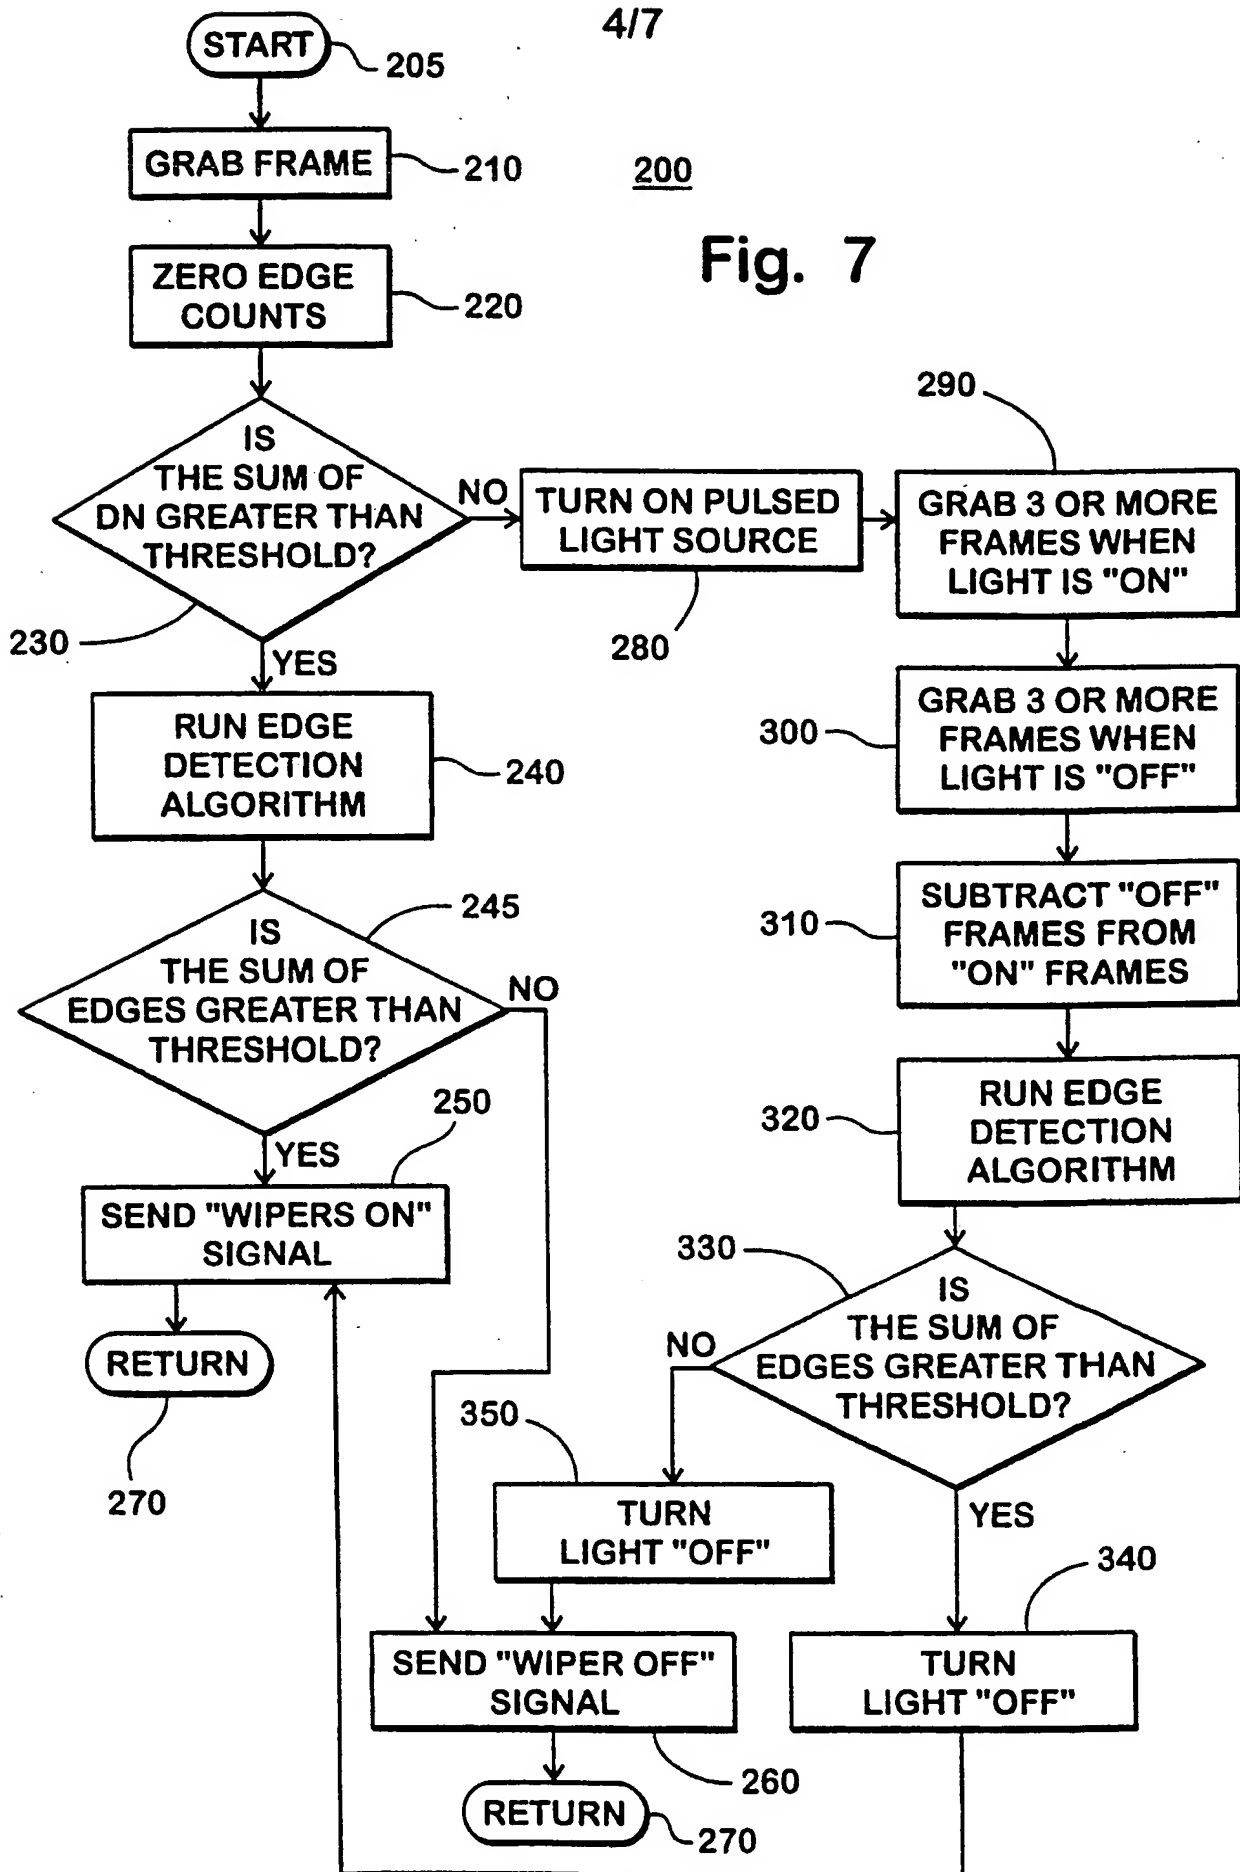 4/7
START
205
GRAB FRAME
210
200
Fig. 7
ZERO EDGE
COUNTS
220
IS
THE SUM OF
DN GREATER THAN
THRESHOLD?
230
NO
YES
TURN ON PULSED
LIGHT SOURCE
280
290
GRAB 3 OR MORE
FRAMES WHEN
LIGHT IS "ON"
RUN EDGE
DETECTION
ALGORITHM
240
300
GRAB 3 OR MORE
FRAMES WHEN
LIGHT IS "OFF"
310
SUBTRACT "OFF"
FRAMES FROM
"ON" FRAMES
245
IS
THE SUM OF
EDGES GREATER THAN
THRESHOLD?
NO
YES
320
RUN EDGE
DETECTION
ALGORITHM
250
SEND "WIPERS ON"
SIGNAL
RETURN
270
330
IS
THE SUM OF
EDGES GREATER THAN
THRESHOLD?
NO
YES
350
TURN
LIGHT "OFF"
340
TURN
LIGHT "OFF"
SEND "WIPER OFF"
SIGNAL
260
RETURN
270